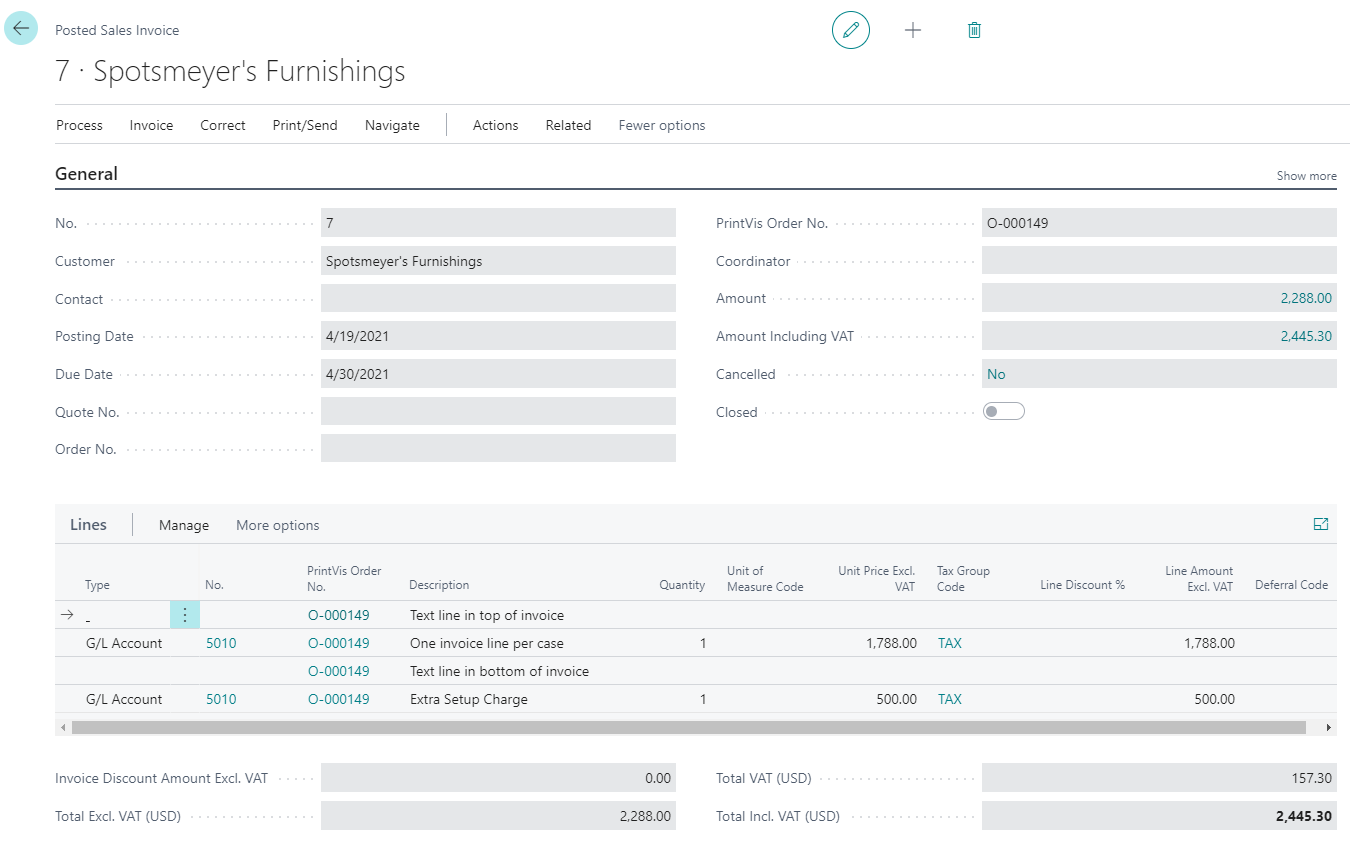 Posted Sales Invoice
7 · Spotsmeyer's Furnishings
Process Invoice Correct Print/Send Navigate Actions Related Fewer options
General Show more
No. 7
Customer Spotsmeyer's Furnishings
Contact
Posting Date 4/19/2021
Due Date 4/30/2021
Quote No.
Order No.
PrintVis Order No. O-000149
Coordinator
Amount 2,288.00
Amount Including VAT 2,445.30
Cancelled No
Closed
Lines Manage More options
Type No. PrintVis Order No. Description Quantity Unit of Measure Code Unit Price Excl. VAT Tax Group Code Line Discount % Line Amount Excl. VAT Deferral Code
O-000149 Text line in top of invoice
G/L Account 5010 O-000149 One invoice line per case 1 1,788.00 TAX 1,788.00
O-000149 Text line in bottom of invoice
G/L Account 5010 O-000149 Extra Setup Charge 1 500.00 TAX 500.00
Invoice Discount Amount Excl. VAT 0.00
Total Excl. VAT (USD) 2,288.00
Total VAT (USD) 157.30
Total Incl. VAT (USD) 2,445.30